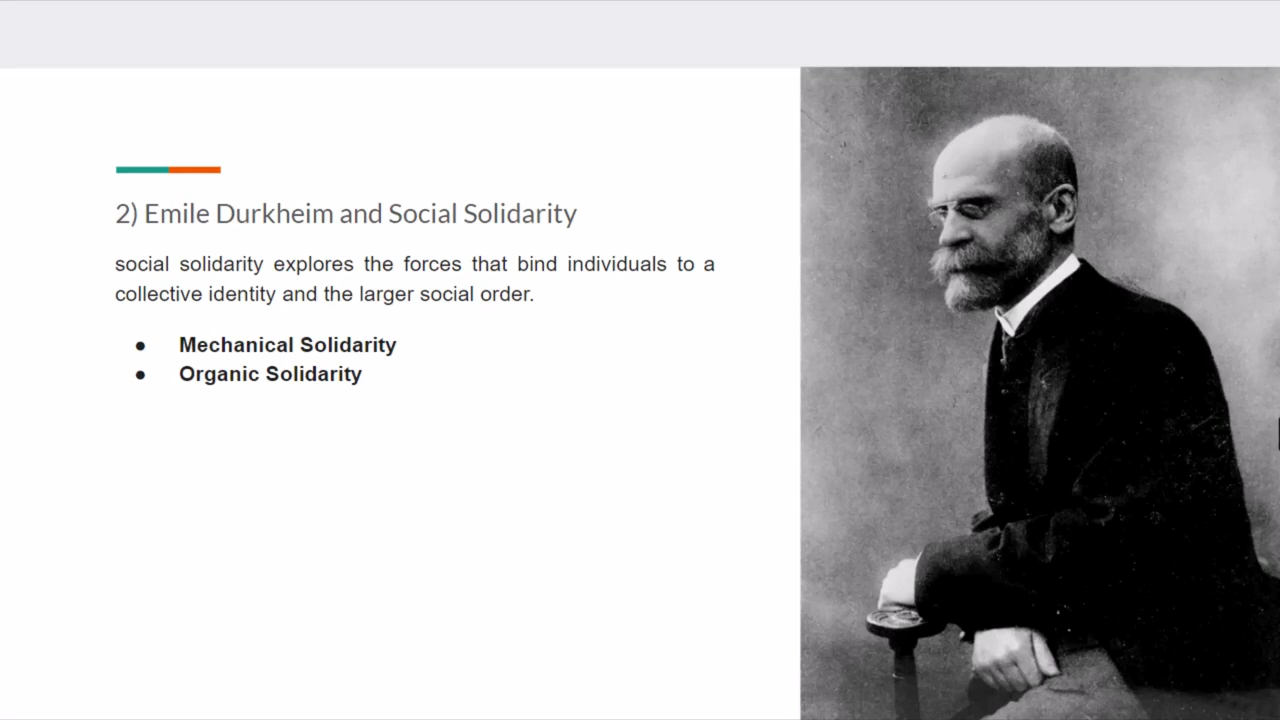 2) Emile Durkheim and Social Solidarity
social solidarity explores the forces that bind individuals to a
collective identity and the larger social order.
● Mechanical Solidarity
● Organic Solidarity